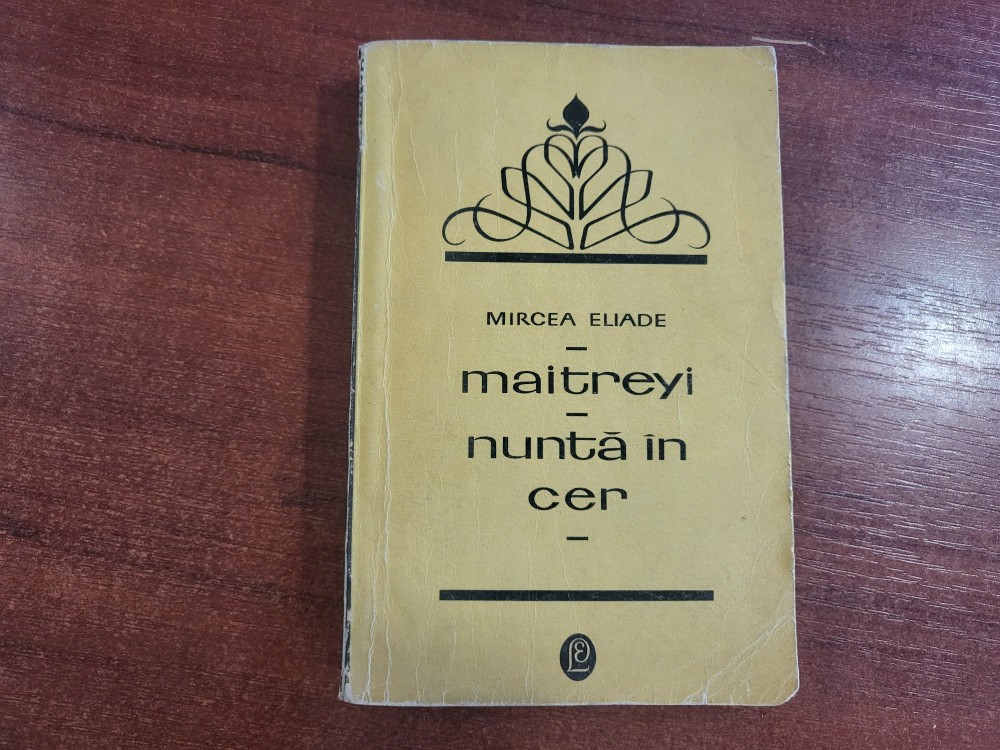 MIRCEA ELIADE
maitreyi
nuntă în
cer